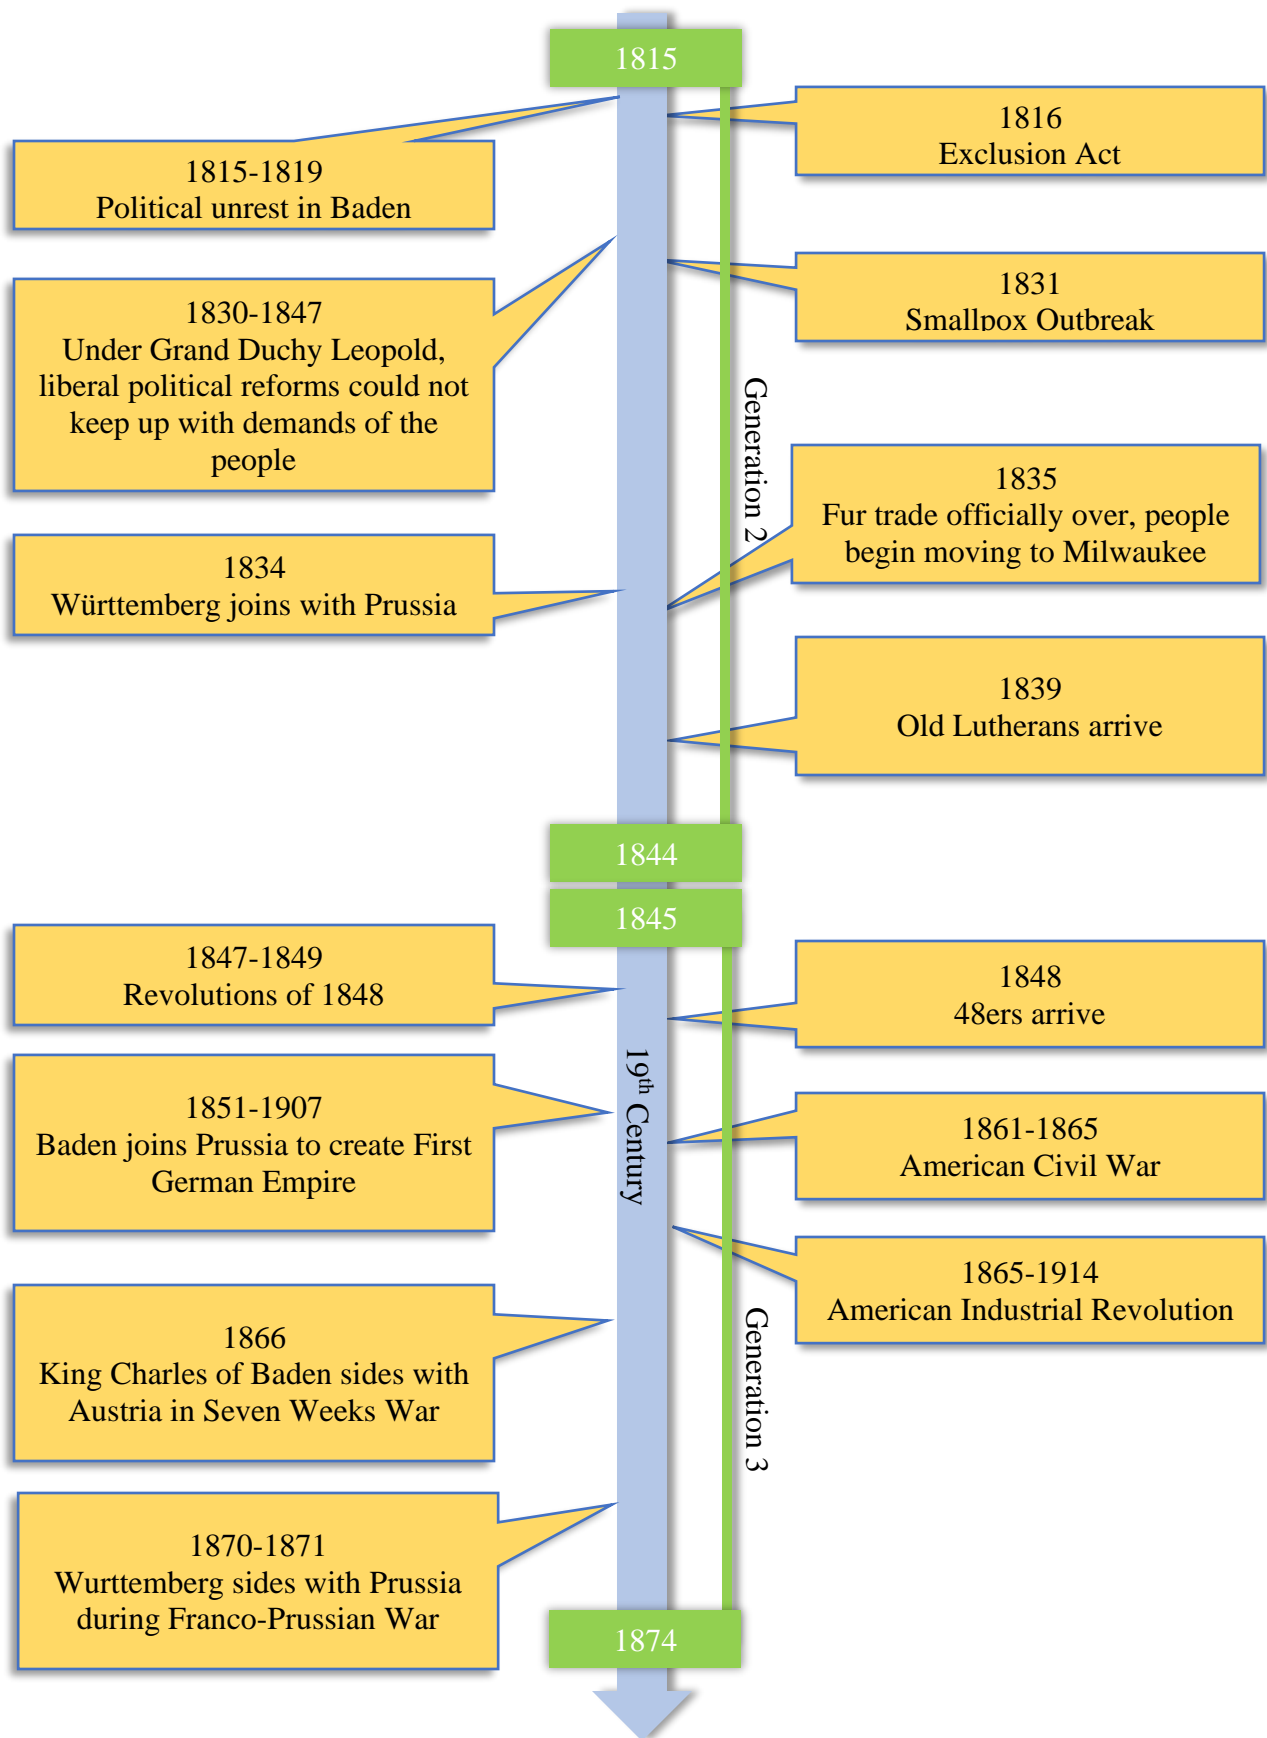 1815
1816
Exclusion Act
1815-1819
Political unrest in Baden
1831
Smallpox Outbreak
1830-1847
Under Grand Duchy Leopold,
liberal political reforms could not
keep up with demands of the
people
Generation 2
1835
Fur trade officially over, people
begin moving to Milwaukee
1834
Württemberg joins with Prussia
1839
Old Lutherans arrive
1844
1845
1847-1849
Revolutions of 1848
1848
48ers arrive
19th Century
1851-1907
Baden joins Prussia to create First
German Empire
1861-1865
American Civil War
1865-1914
American Industrial Revolution
Generation 3
1866
King Charles of Baden sides with
Austria in Seven Weeks War
1870-1871
Wurttemberg sides with Prussia
during Franco-Prussian War
1874